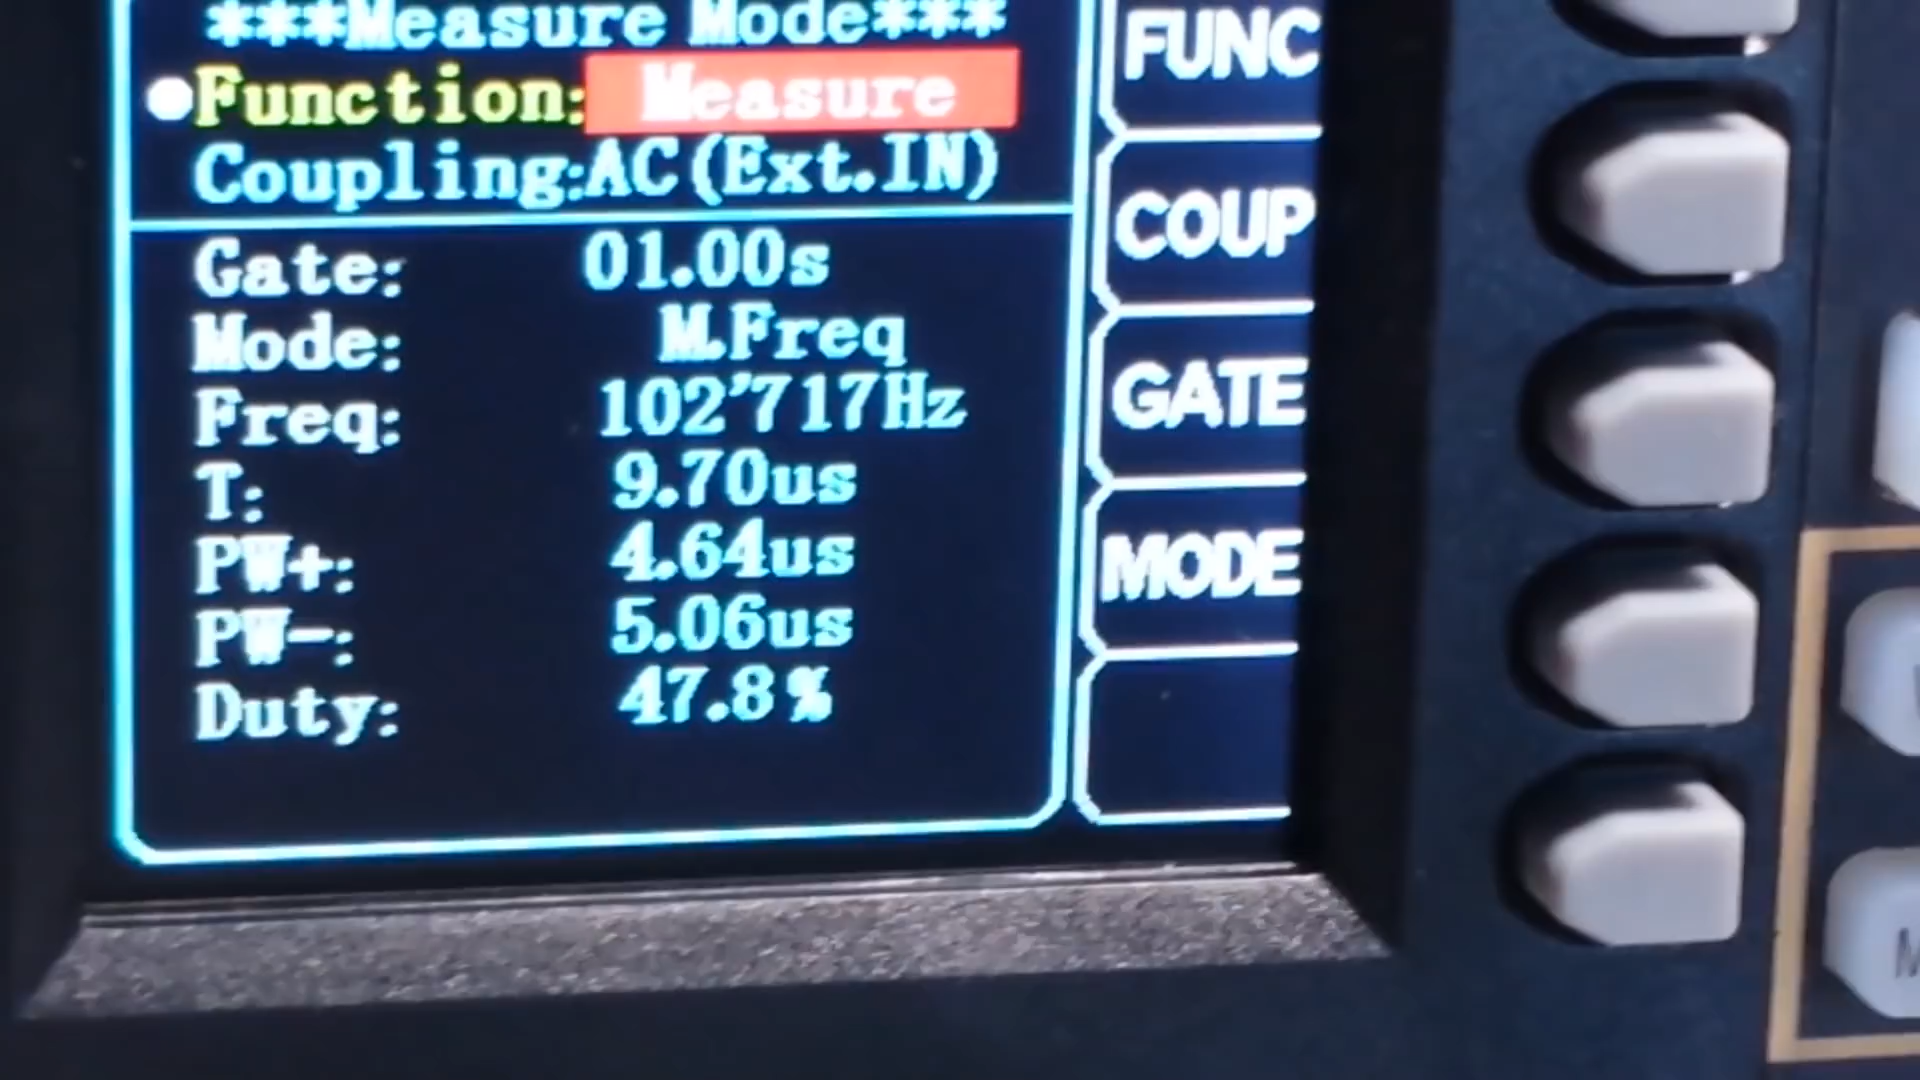 ***Measure Mode***
Function: Measure
Coupling:AC(Ext.IN)
Gate: 01.00s
Mode: M.Freq
Freq: 102'717Hz
T: 9.70us
PW+: 4.64us
PW-: 5.06us
Duty: 47.8%
FUNC
COUP
GATE
MODE